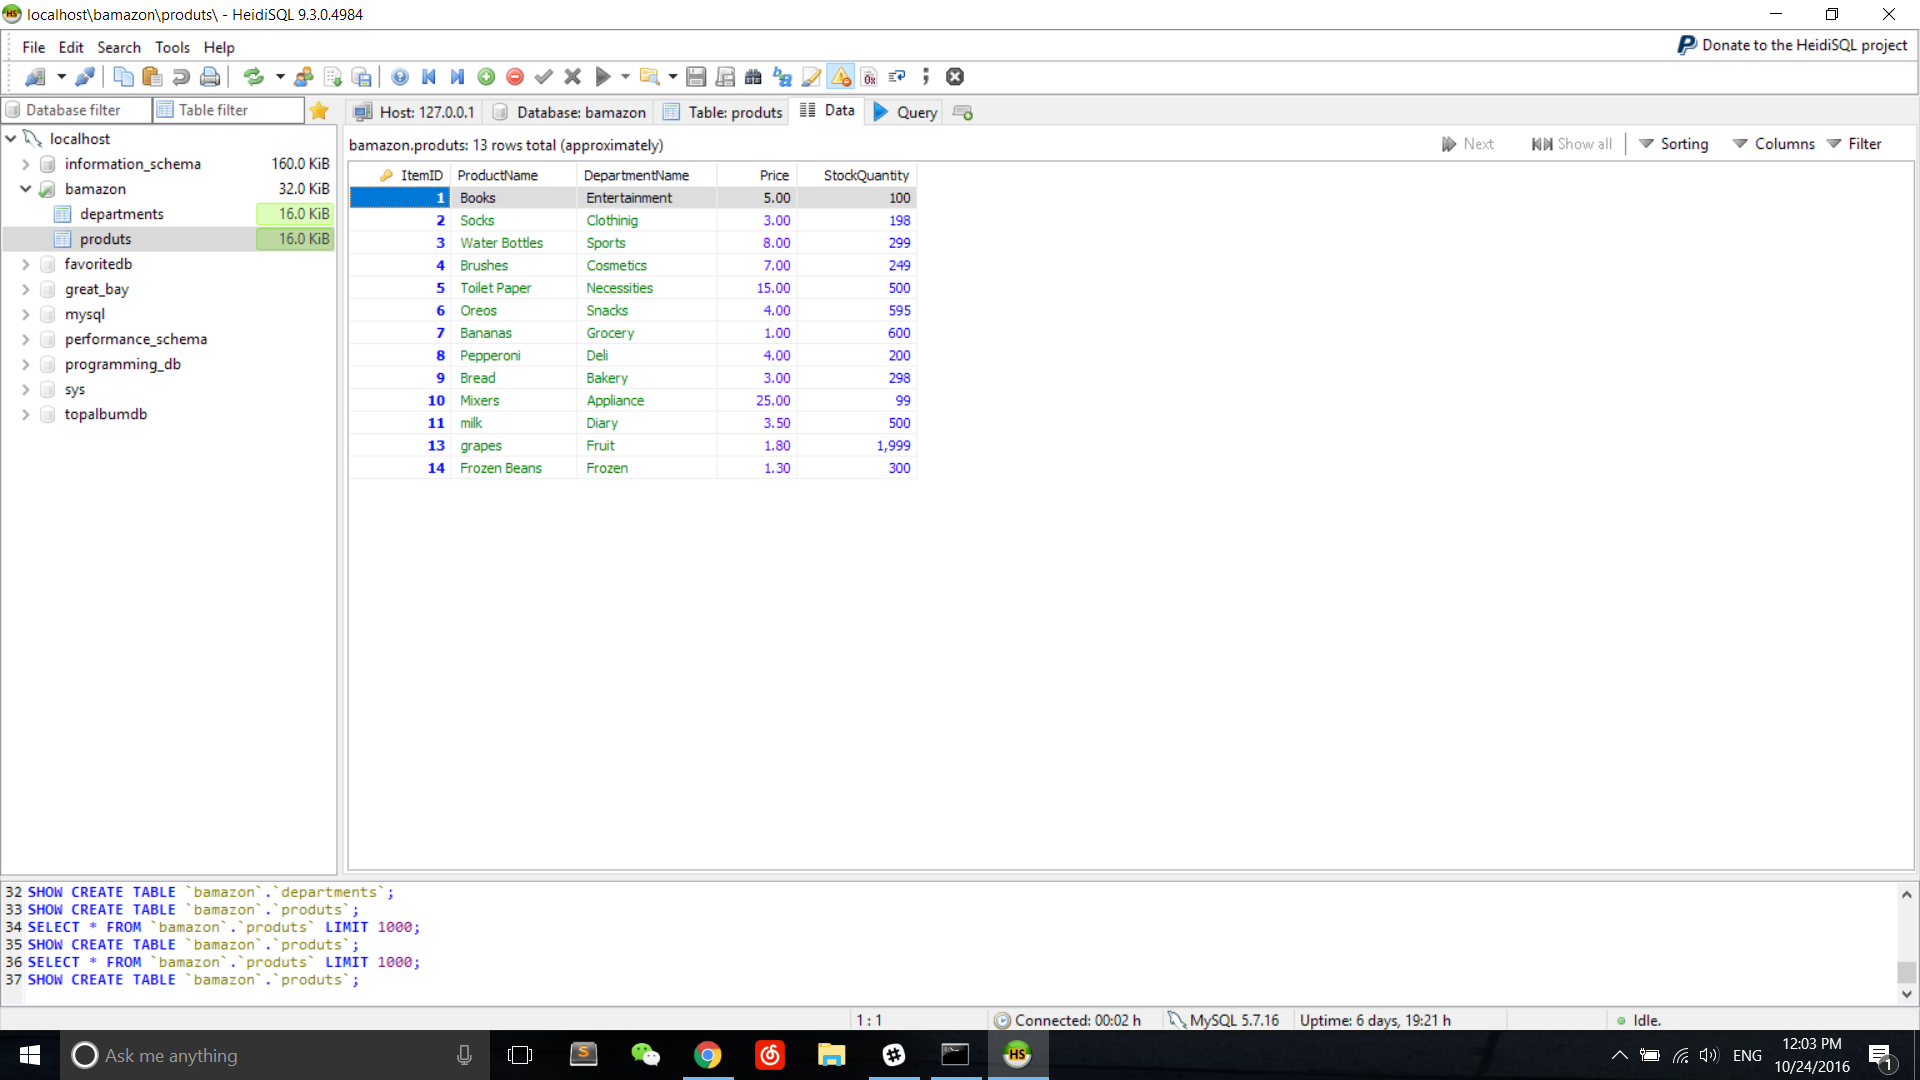 localhost\bamazon\produts\ - HeidiSQL 9.3.0.4984
File Edit Search Tools Help
Donate to the HeidiSQL project
Database filter Table filter
Host: 127.0.0.1 Database: bamazon Table: produts Data Query
localhost
information_schema 160.0 KiB
bamazon 32.0 KiB
departments 16.0 KiB
produts 16.0 KiB
favoritedb
great_bay
mysql
performance_schema
programming_db
sys
topalbumdb
bamazon.produts: 13 rows total (approximately)
Next Show all Sorting Columns Filter
ItemID ProductName DepartmentName Price StockQuantity
1 Books Entertainment 5.00 100
2 Socks Clothinig 3.00 198
3 Water Bottles Sports 8.00 299
4 Brushes Cosmetics 7.00 249
5 Toilet Paper Necessities 15.00 500
6 Oreos Snacks 4.00 595
7 Bananas Grocery 1.00 600
8 Pepperoni Deli 4.00 200
9 Bread Bakery 3.00 298
10 Mixers Appliance 25.00 99
11 milk Diary 3.50 500
13 grapes Fruit 1.80 1,999
14 Frozen Beans Frozen 1.30 300
32 SHOW CREATE TABLE `bamazon`.`departments`;
33 SHOW CREATE TABLE `bamazon`.`produts`;
34 SELECT * FROM `bamazon`.`produts` LIMIT 1000;
35 SHOW CREATE TABLE `bamazon`.`produts`;
36 SELECT * FROM `bamazon`.`produts` LIMIT 1000;
37 SHOW CREATE TABLE `bamazon`.`produts`;
1 : 1 Connected: 00:02 h MySQL 5.7.16 Uptime: 6 days, 19:21 h Idle.
Ask me anything
HS
ENG
12:03 PM
10/24/2016
1